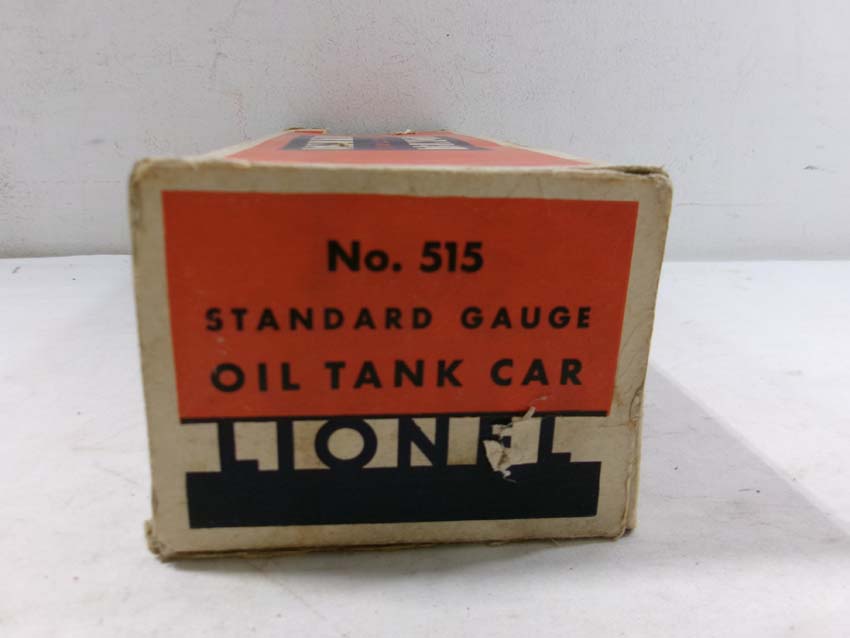 No. 515
STANDARD GAUGE
OIL TANK CAR
LIONEL